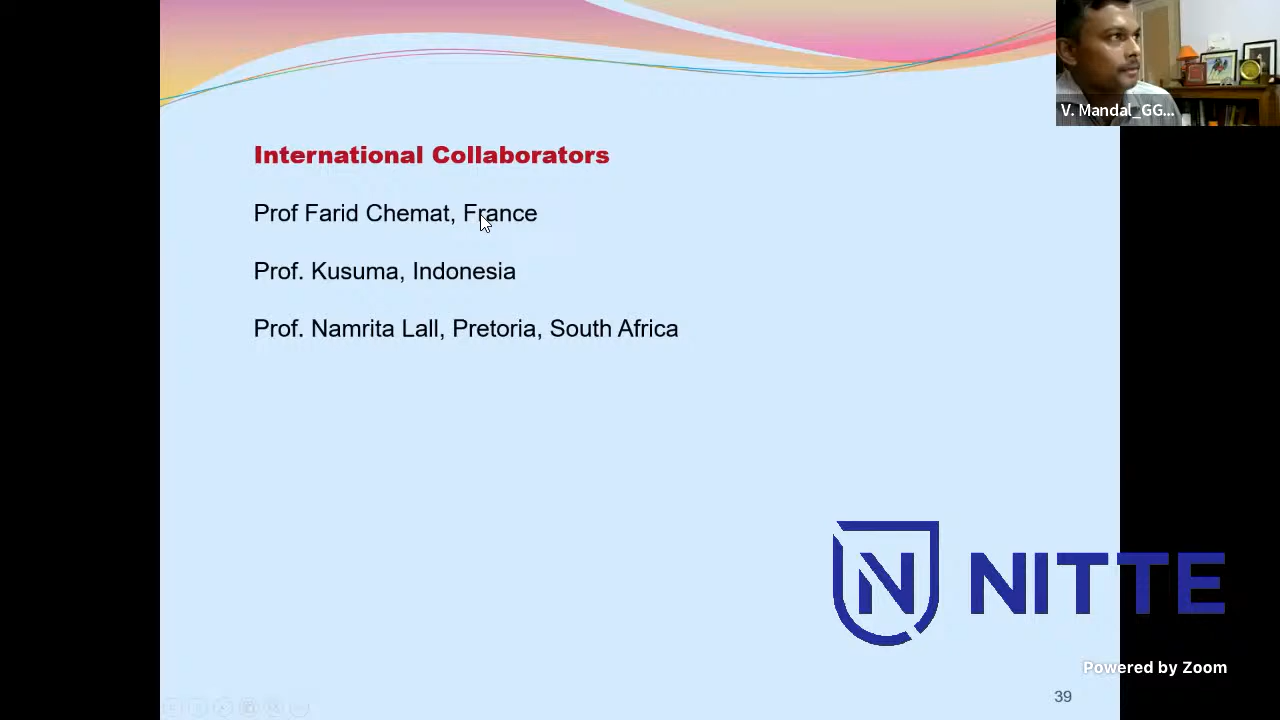 V. Mandal_GG...
International Collaborators
Prof Farid Chemat, France
Prof. Kusuma, Indonesia
Prof. Namrita Lall, Pretoria, South Africa
N NITTE
Powered by Zoom
39